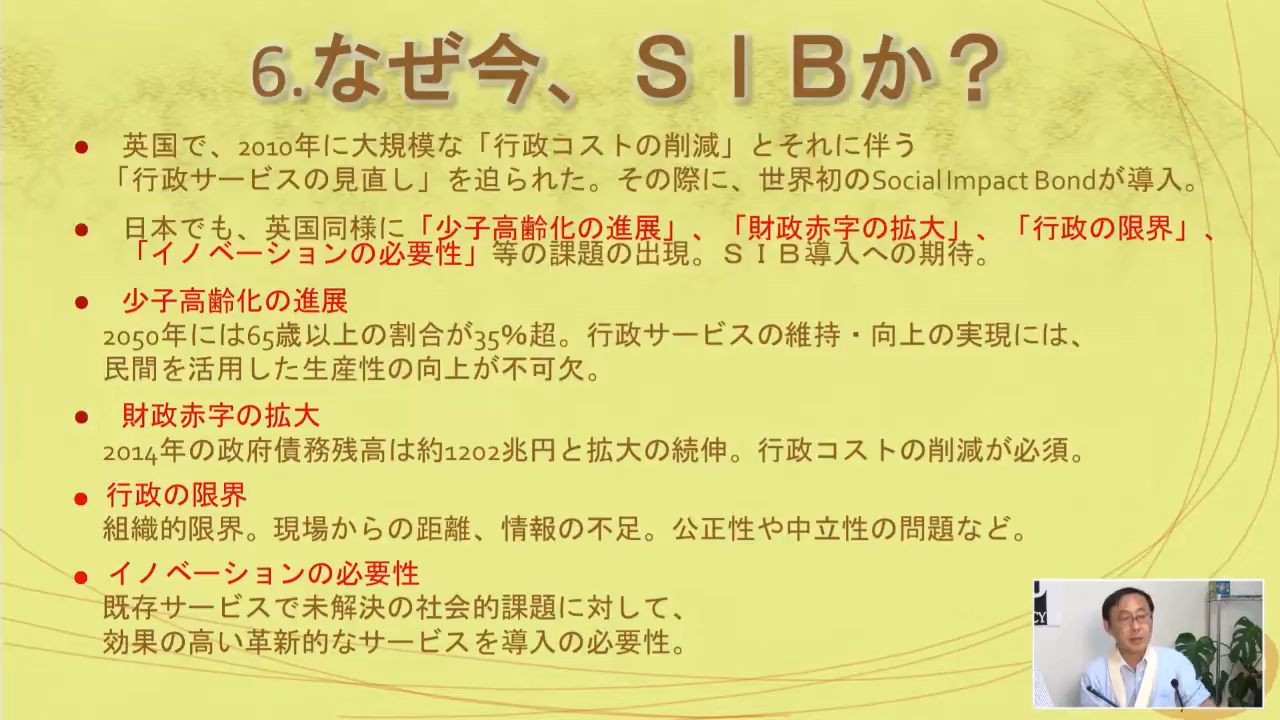 6.なぜ今、ＳＩＢか？
● 英国で、2010年に大規模な「行政コストの削減」とそれに伴う
「行政サービスの見直し」を迫られた。その際に、世界初のSocial Impact Bondが導入。
● 日本でも、英国同様に「少子高齢化の進展」、「財政赤字の拡大」、「行政の限界」、
「イノベーションの必要性」等の課題の出現。ＳＩＢ導入への期待。
● 少子高齢化の進展
2050年には65歳以上の割合が35％超。行政サービスの維持・向上の実現には、
民間を活用した生産性の向上が不可欠。
● 財政赤字の拡大
2014年の政府債務残高は約1202兆円と拡大の続伸。行政コストの削減が必須。
● 行政の限界
組織的限界。現場からの距離、情報の不足。公正性や中立性の問題など。
● イノベーションの必要性
既存サービスで未解決の社会的課題に対して、
効果の高い革新的なサービスを導入の必要性。